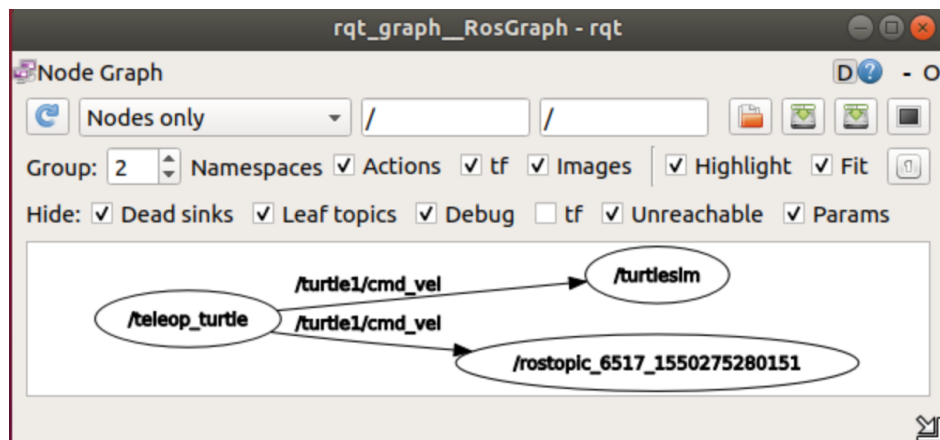 rqt_graph__RosGraph - rqt
Node Graph D ? - O
Nodes only / /
Group: 2 Namespaces Actions tf Images Highlight Fit
Hide: Dead sinks Leaf topics Debug tf Unreachable Params
/turtle1/cmd_vel /turtlesim
/teleop_turtle /turtle1/cmd_vel
/rostopic_6517_1550275280151